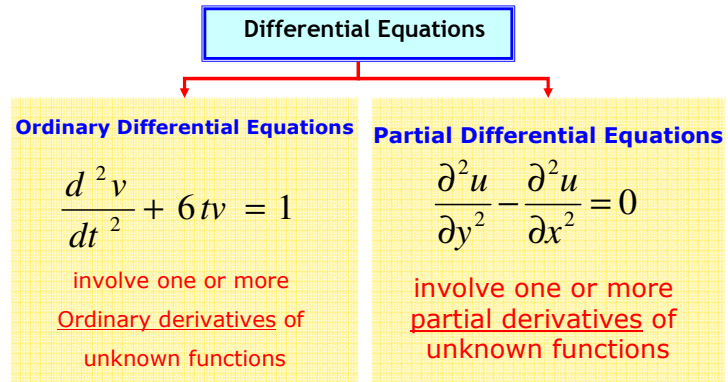 Differential Equations
Ordinary Differential Equations
d²v/dt² + 6tv = 1
involve one or more
Ordinary derivatives of
unknown functions
Partial Differential Equations
∂²u/∂y² − ∂²u/∂x² = 0
involve one or more
partial derivatives of
unknown functions